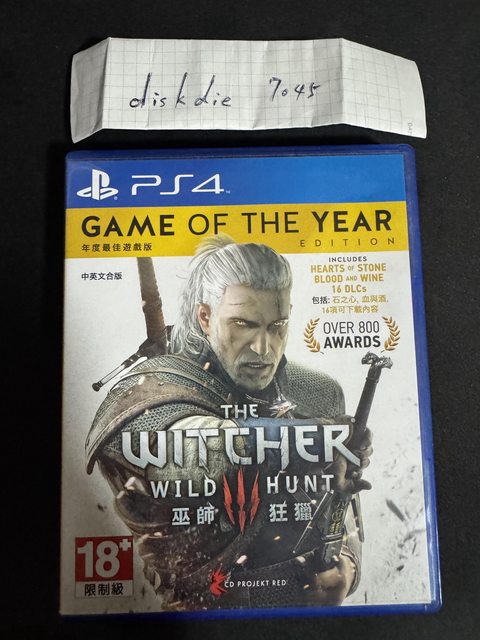 diskdie 7045
PS4
GAME OF THE YEAR
EDITION
年度最佳遊戲版
中英文合版
INCLUDES
HEARTS OF STONE
BLOOD AND WINE
16 DLCs
包括: 石之心, 血與酒,
16項可下載內容
OVER 800
AWARDS
THE
WITCHER
WILD HUNT
巫師 狂獵
18+
限制級
CD PROJEKT RED